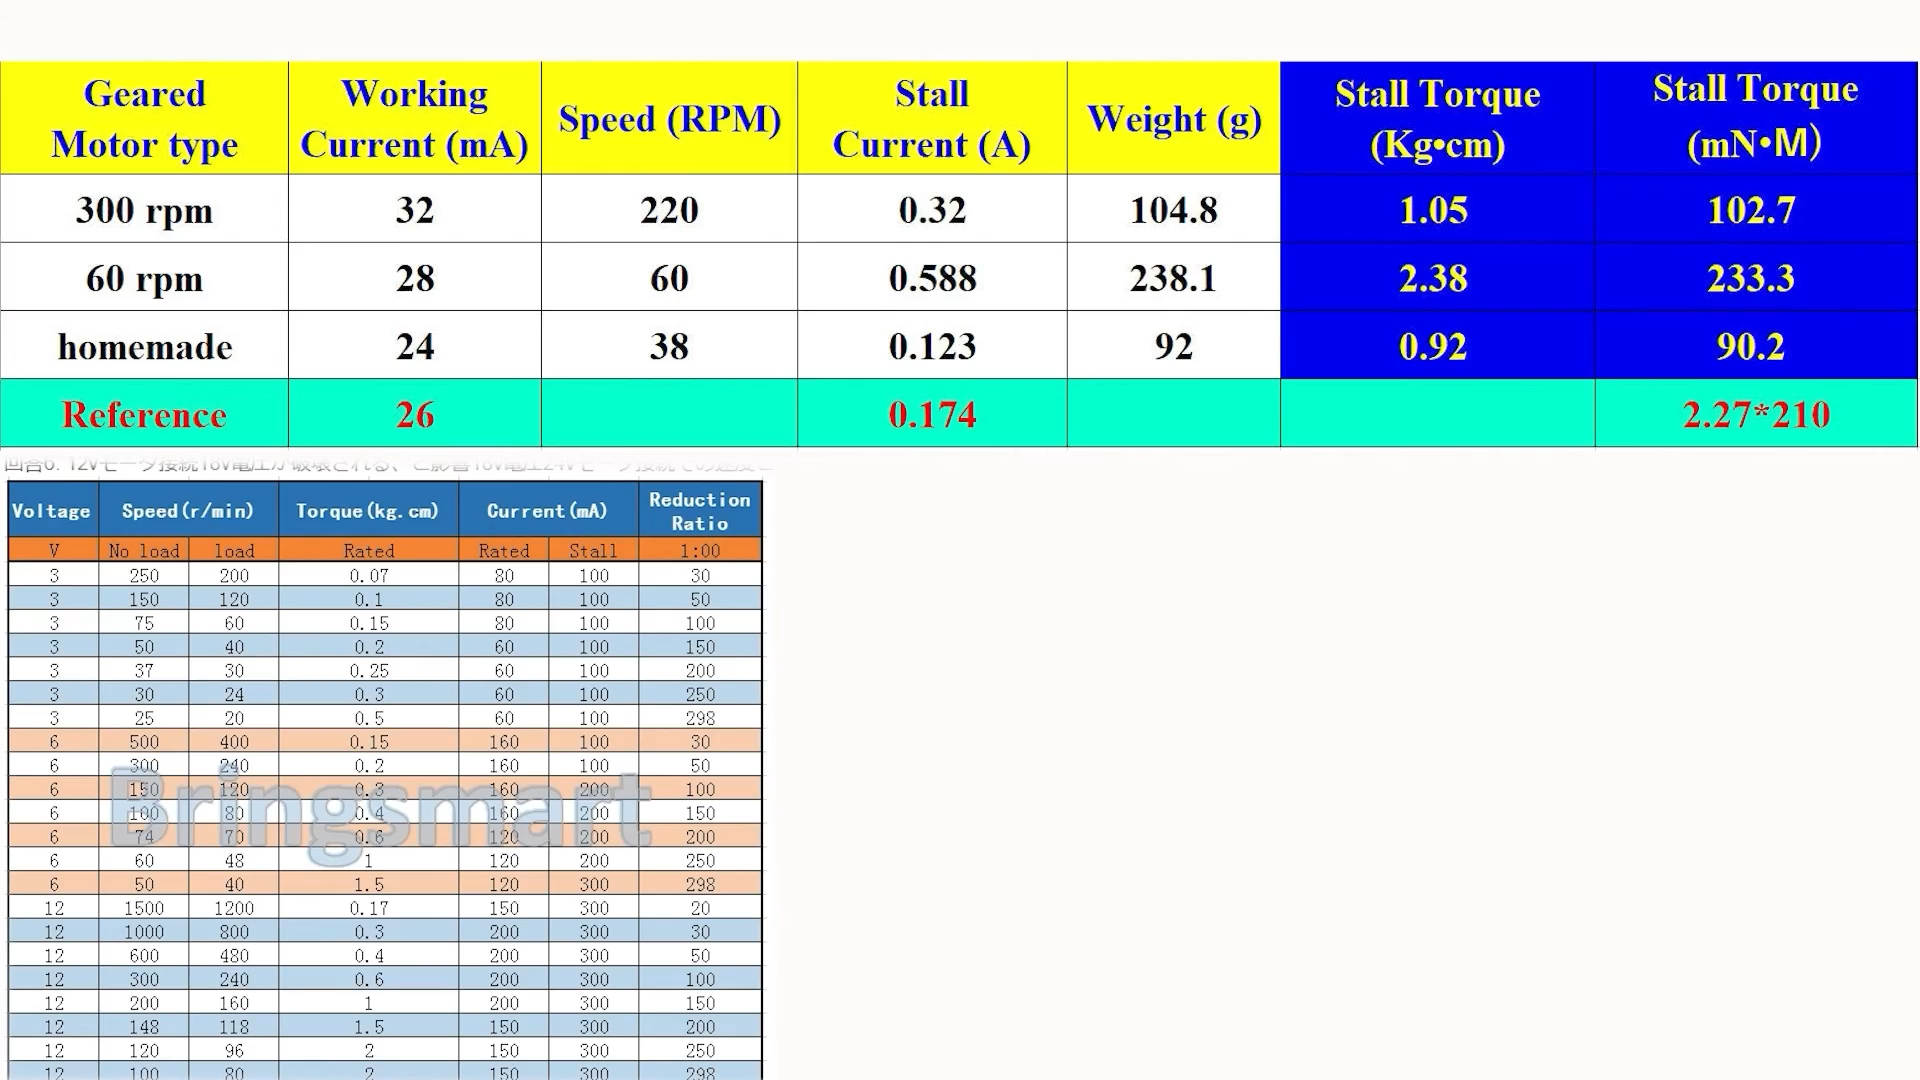 Geared Motor type Working Current (mA) Speed (RPM) Stall Current (A) Weight (g) Stall Torque (Kg•cm) Stall Torque (mN•M)
300 rpm 32 220 0.32 104.8 1.05 102.7
60 rpm 28 60 0.588 238.1 2.38 233.3
homemade 24 38 0.123 92 0.92 90.2
Reference 26 0.174 2.27*210
Voltage Speed(r/min) Torque(kg.cm) Current(mA) Reduction Ratio
V No load load Rated Rated Stall 1:00
3 250 200 0.07 80 100 30
3 150 120 0.1 80 100 50
3 75 60 0.15 80 100 100
3 50 40 0.2 60 100 150
3 37 30 0.25 60 100 200
3 30 24 0.3 60 100 250
3 25 20 0.5 60 100 298
6 500 400 0.15 160 100 30
6 300 240 0.2 160 100 50
6 150 120 0.3 160 200 100
6 100 80 0.4 160 200 150
6 74 70 0.6 120 200 200
6 60 48 1 120 200 250
6 50 40 1.5 120 300 298
12 1500 1200 0.17 150 300 20
12 1000 800 0.3 200 300 30
12 600 480 0.4 200 300 50
12 300 240 0.6 200 300 100
12 200 160 1 200 300 150
12 148 118 1.5 150 300 200
12 120 96 2 150 300 250
12 100 80 2 150 300 298
Bringsmart